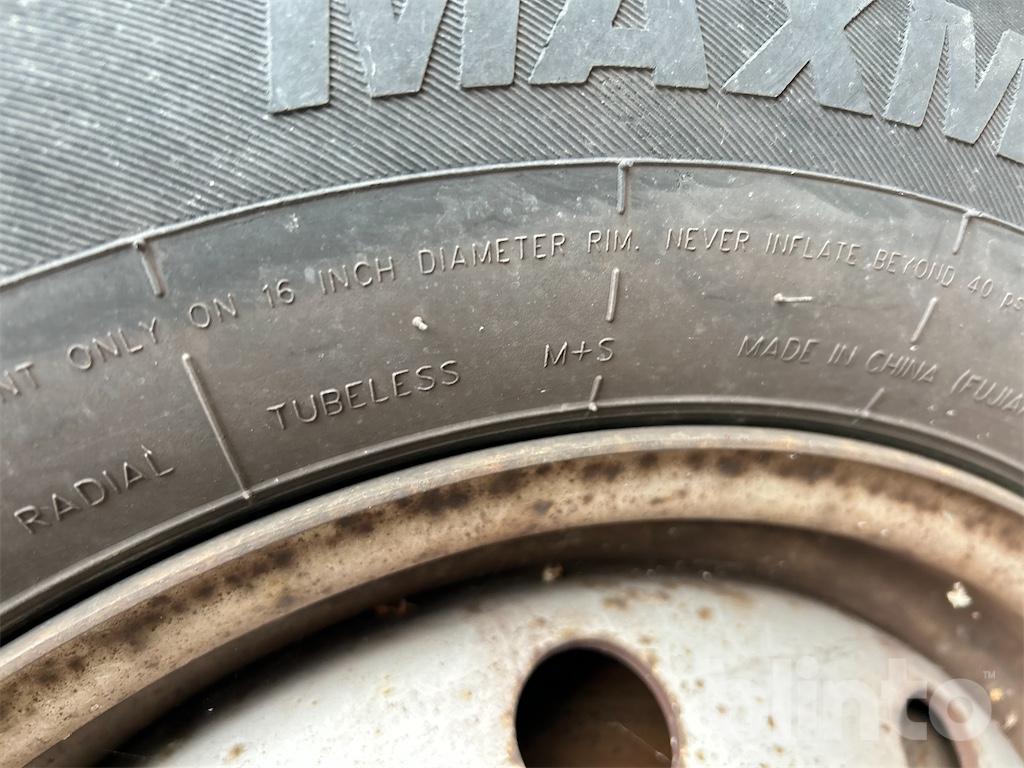 MAXM
NT ONLY ON 16 INCH DIAMETER RIM. NEVER INFLATE BEYOND 40 ps
RADIAL TUBELESS M+S MADE IN CHINA (FUJIA
blinto™